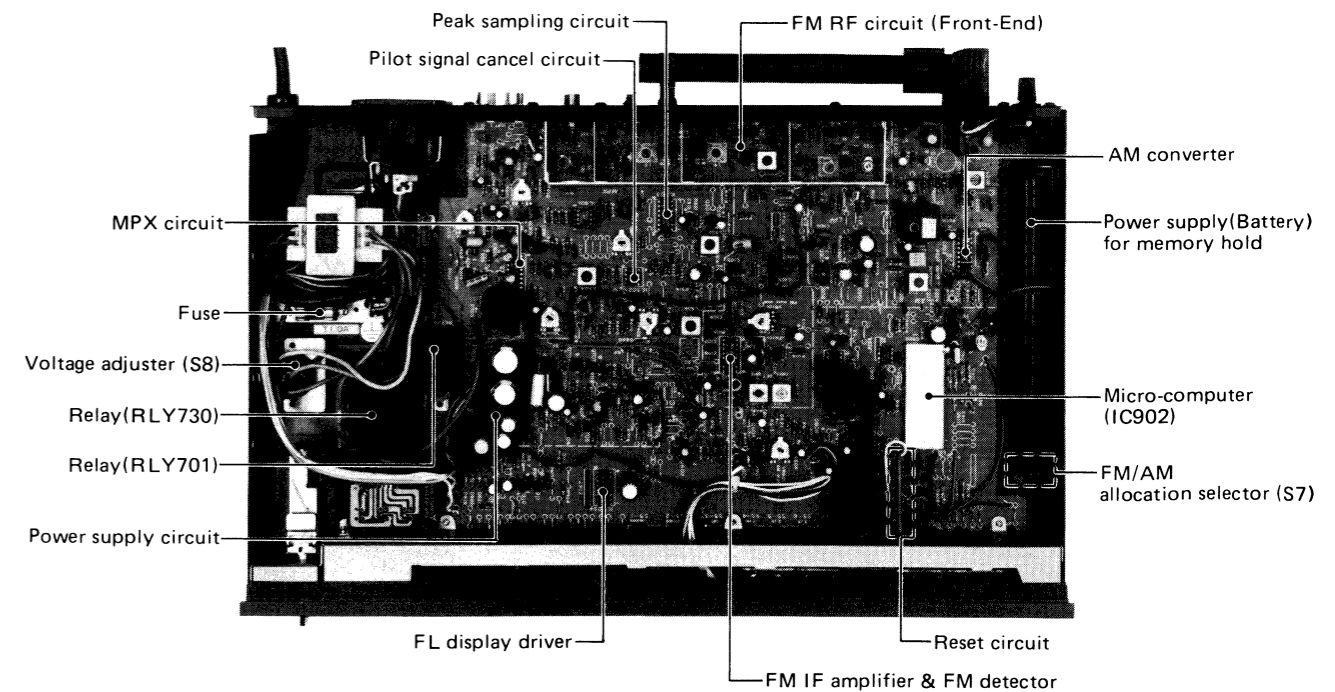 Peak sampling circuit
FM RF circuit (Front-End)
Pilot signal cancel circuit
AM converter
MPX circuit
Power supply(Battery)
for memory hold
Fuse
Voltage adjuster (S8)
Relay(RLY730)
Micro-computer
(IC902)
Relay(RLY701)
FM/AM
allocation selector (S7)
Power supply circuit
FL display driver
Reset circuit
FM IF amplifier & FM detector